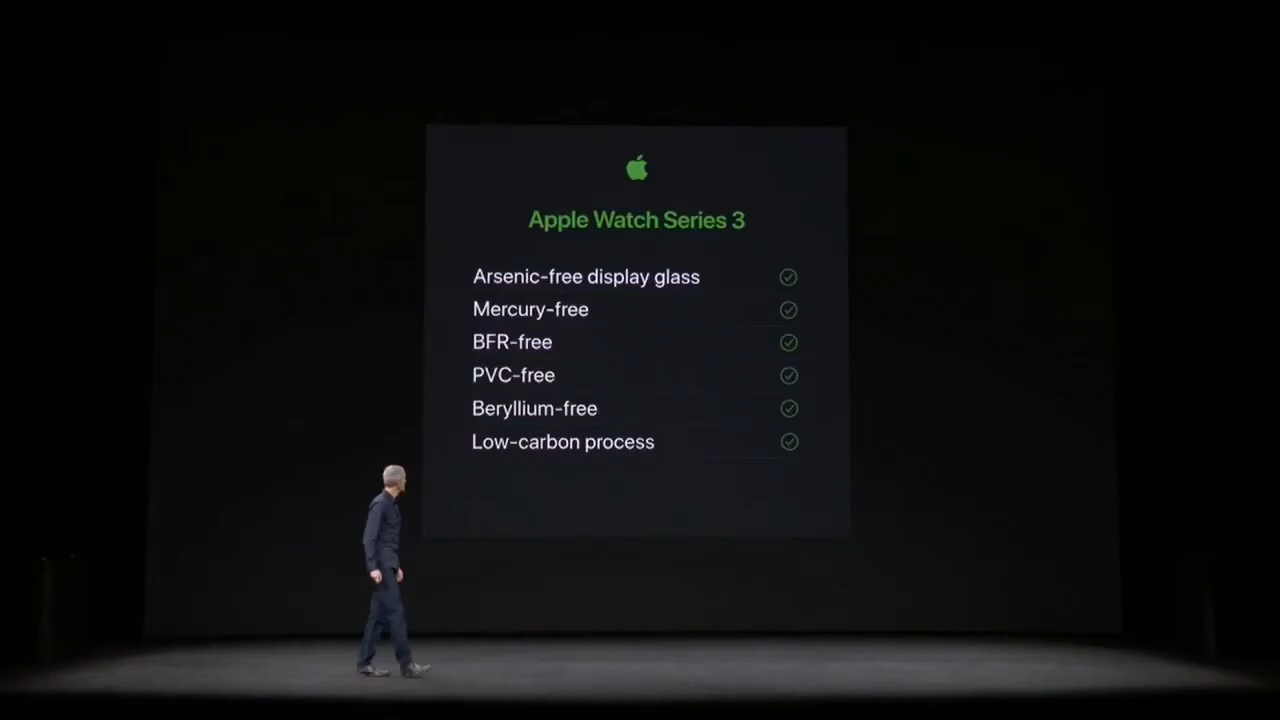 Apple Watch Series 3
Arsenic-free display glass
Mercury-free
BFR-free
PVC-free
Beryllium-free
Low-carbon process